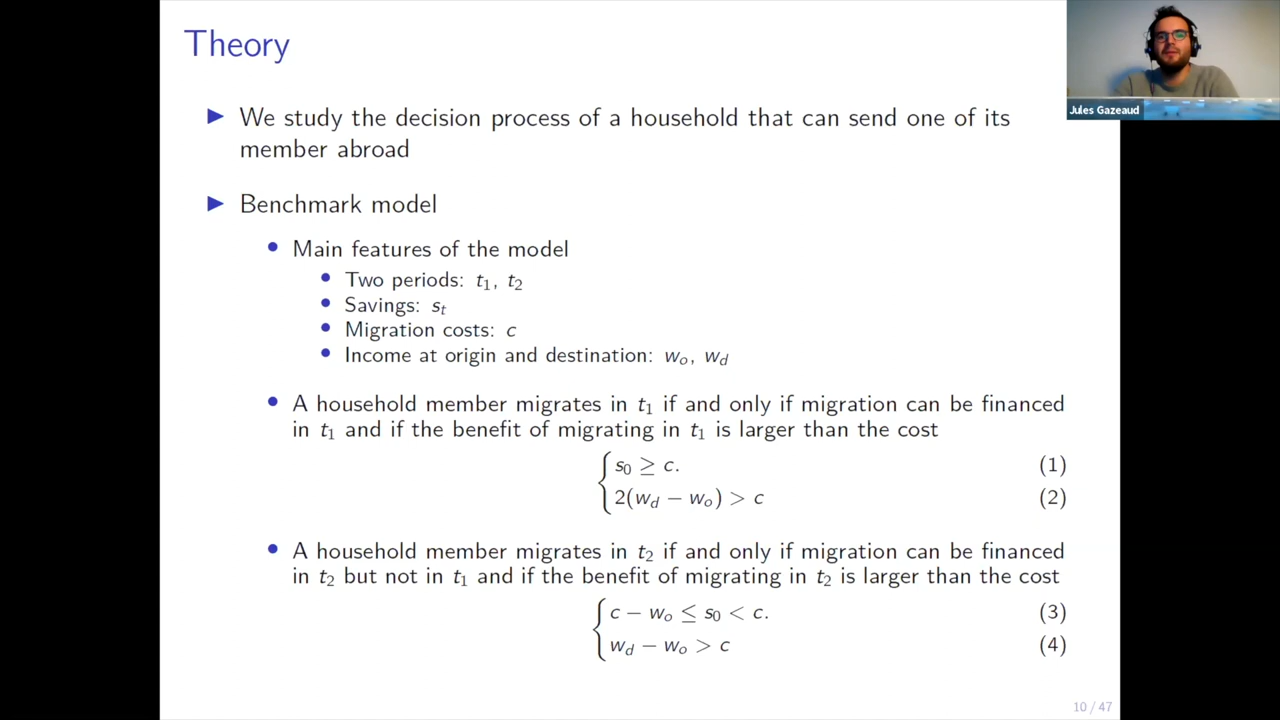 Theory
▶ We study the decision process of a household that can send one of its
member abroad
▶ Benchmark model
• Main features of the model
• Two periods: t₁, t₂
• Savings: sₜ
• Migration costs: c
• Income at origin and destination: wₒ, w_d
• A household member migrates in t₁ if and only if migration can be financed
in t₁ and if the benefit of migrating in t₁ is larger than the cost
s₀ ≥ c. (1)
2(w_d − wₒ) > c (2)
• A household member migrates in t₂ if and only if migration can be financed
in t₂ but not in t₁ and if the benefit of migrating in t₂ is larger than the cost
c − wₒ ≤ s₀ < c. (3)
w_d − wₒ > c (4)
10 / 47
Jules Gazeaud